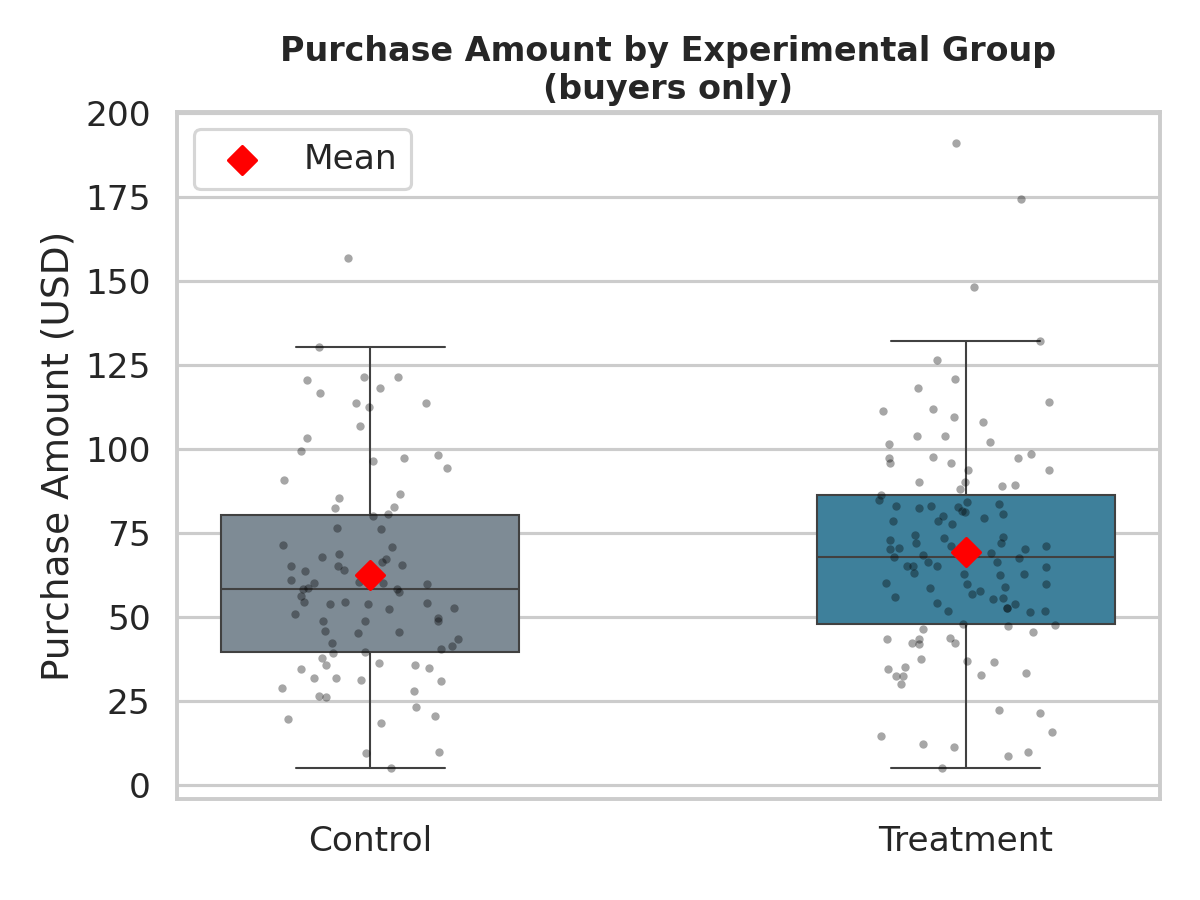 Purchase Amount by Experimental Group
(buyers only)
Mean
Purchase Amount (USD)
200
175
150
125
100
75
50
25
0
Control
Treatment